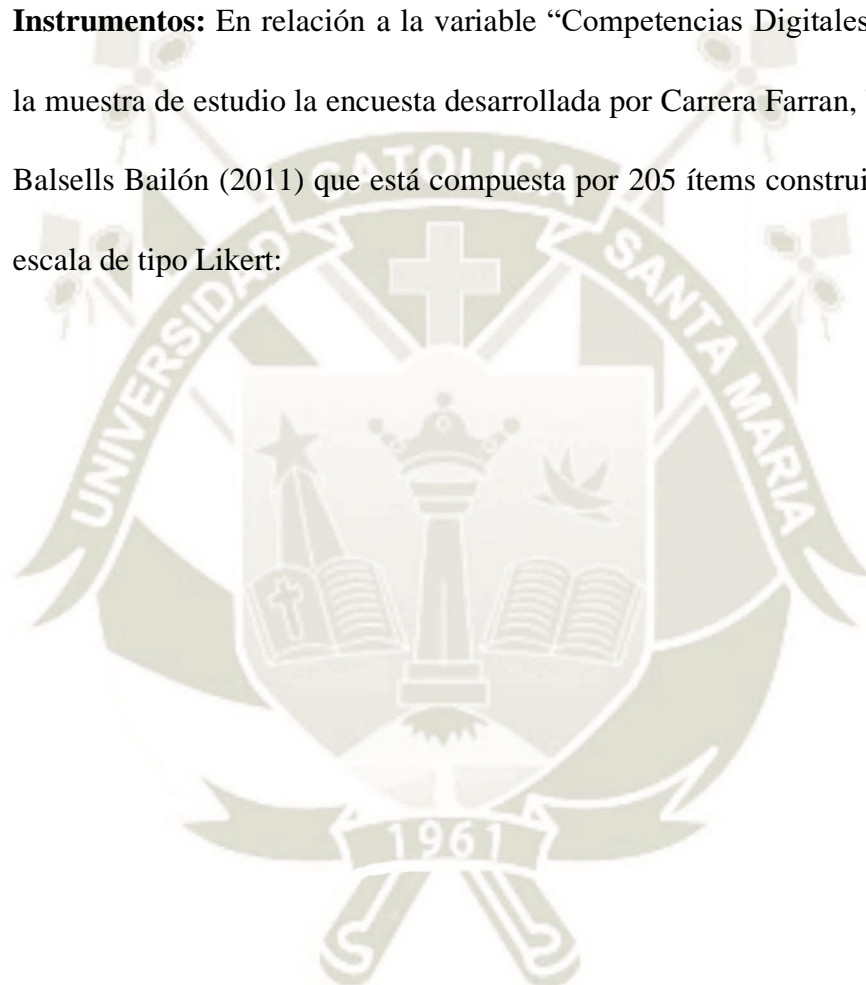 Instrumentos: En relación a la variable “Competencias Digitales
la muestra de estudio la encuesta desarrollada por Carrera Farran,
Balsells Bailón (2011) que está compuesta por 205 ítems construi
escala de tipo Likert:
UNIVERSIDAD CATOLICA SANTA MARIA
1961